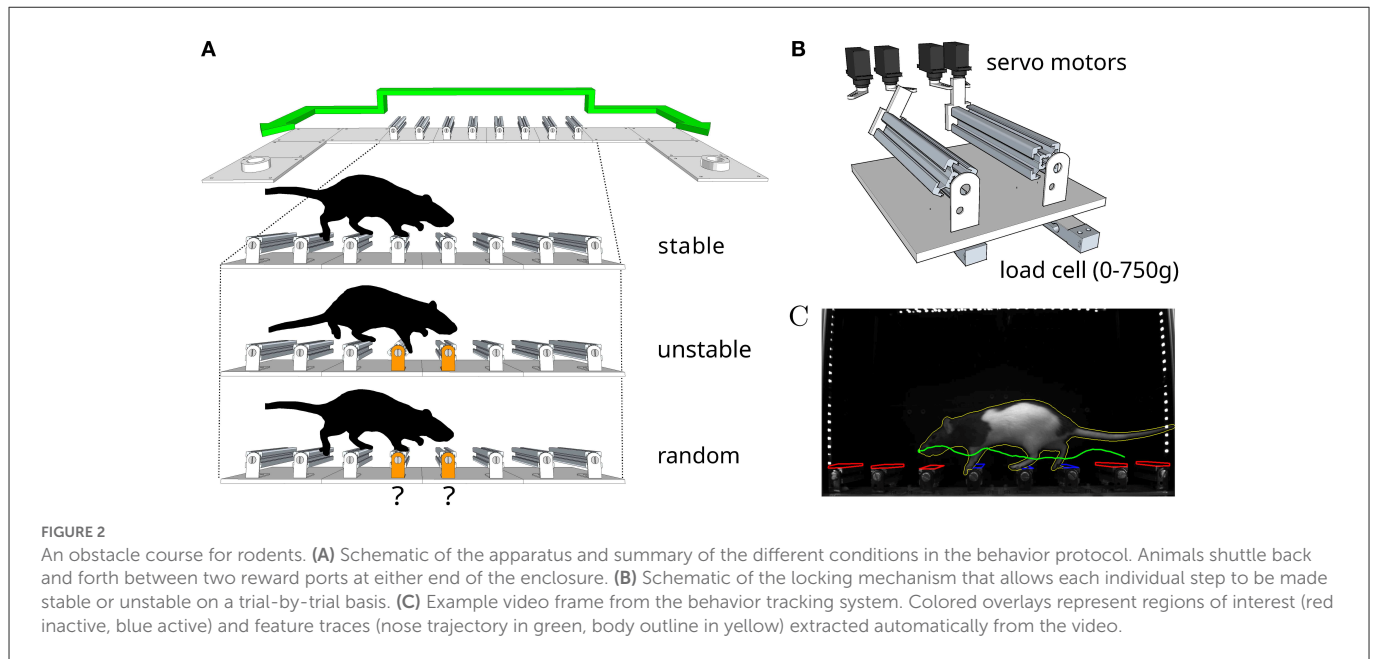 A
stable
unstable
random
? ?
B
servo motors
load cell (0-750g)
C
FIGURE 2
An obstacle course for rodents. (A) Schematic of the apparatus and summary of the different conditions in the behavior protocol. Animals shuttle back
and forth between two reward ports at either end of the enclosure. (B) Schematic of the locking mechanism that allows each individual step to be made
stable or unstable on a trial-by-trial basis. (C) Example video frame from the behavior tracking system. Colored overlays represent regions of interest (red
inactive, blue active) and feature traces (nose trajectory in green, body outline in yellow) extracted automatically from the video.